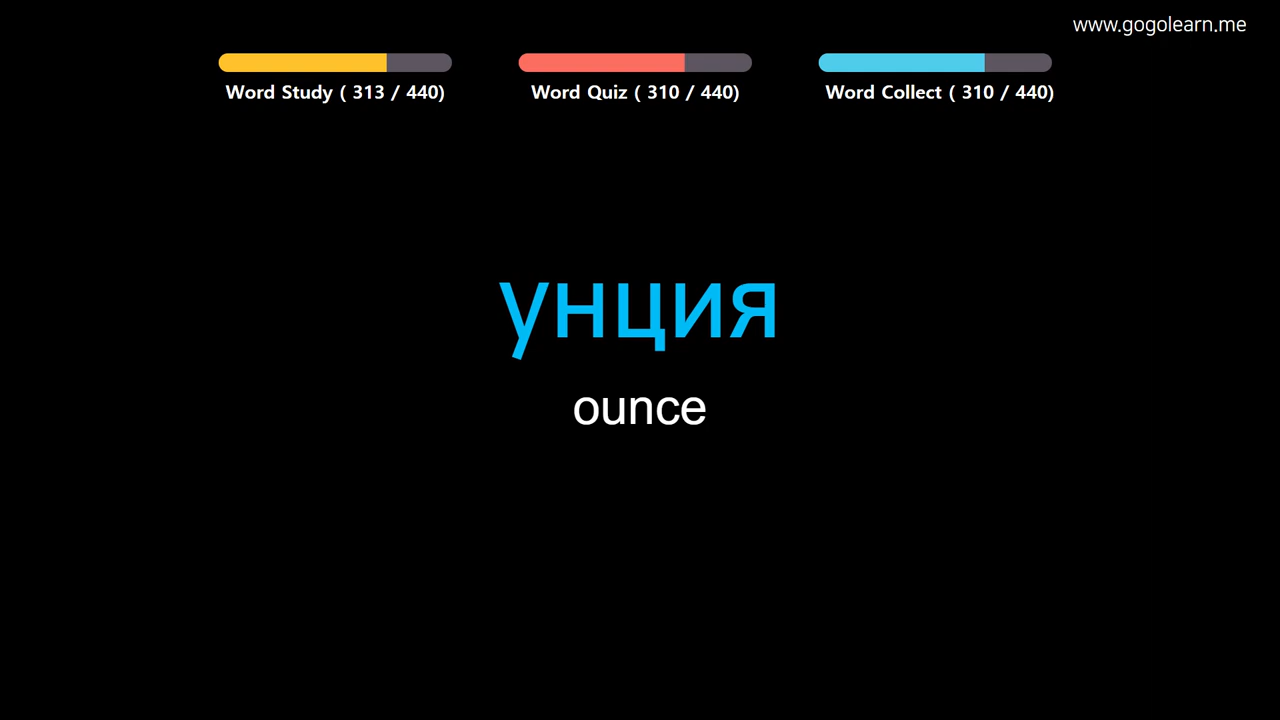 www.gogolearn.me
Word Study ( 313 / 440)
Word Quiz ( 310 / 440)
Word Collect ( 310 / 440)
унция
ounce